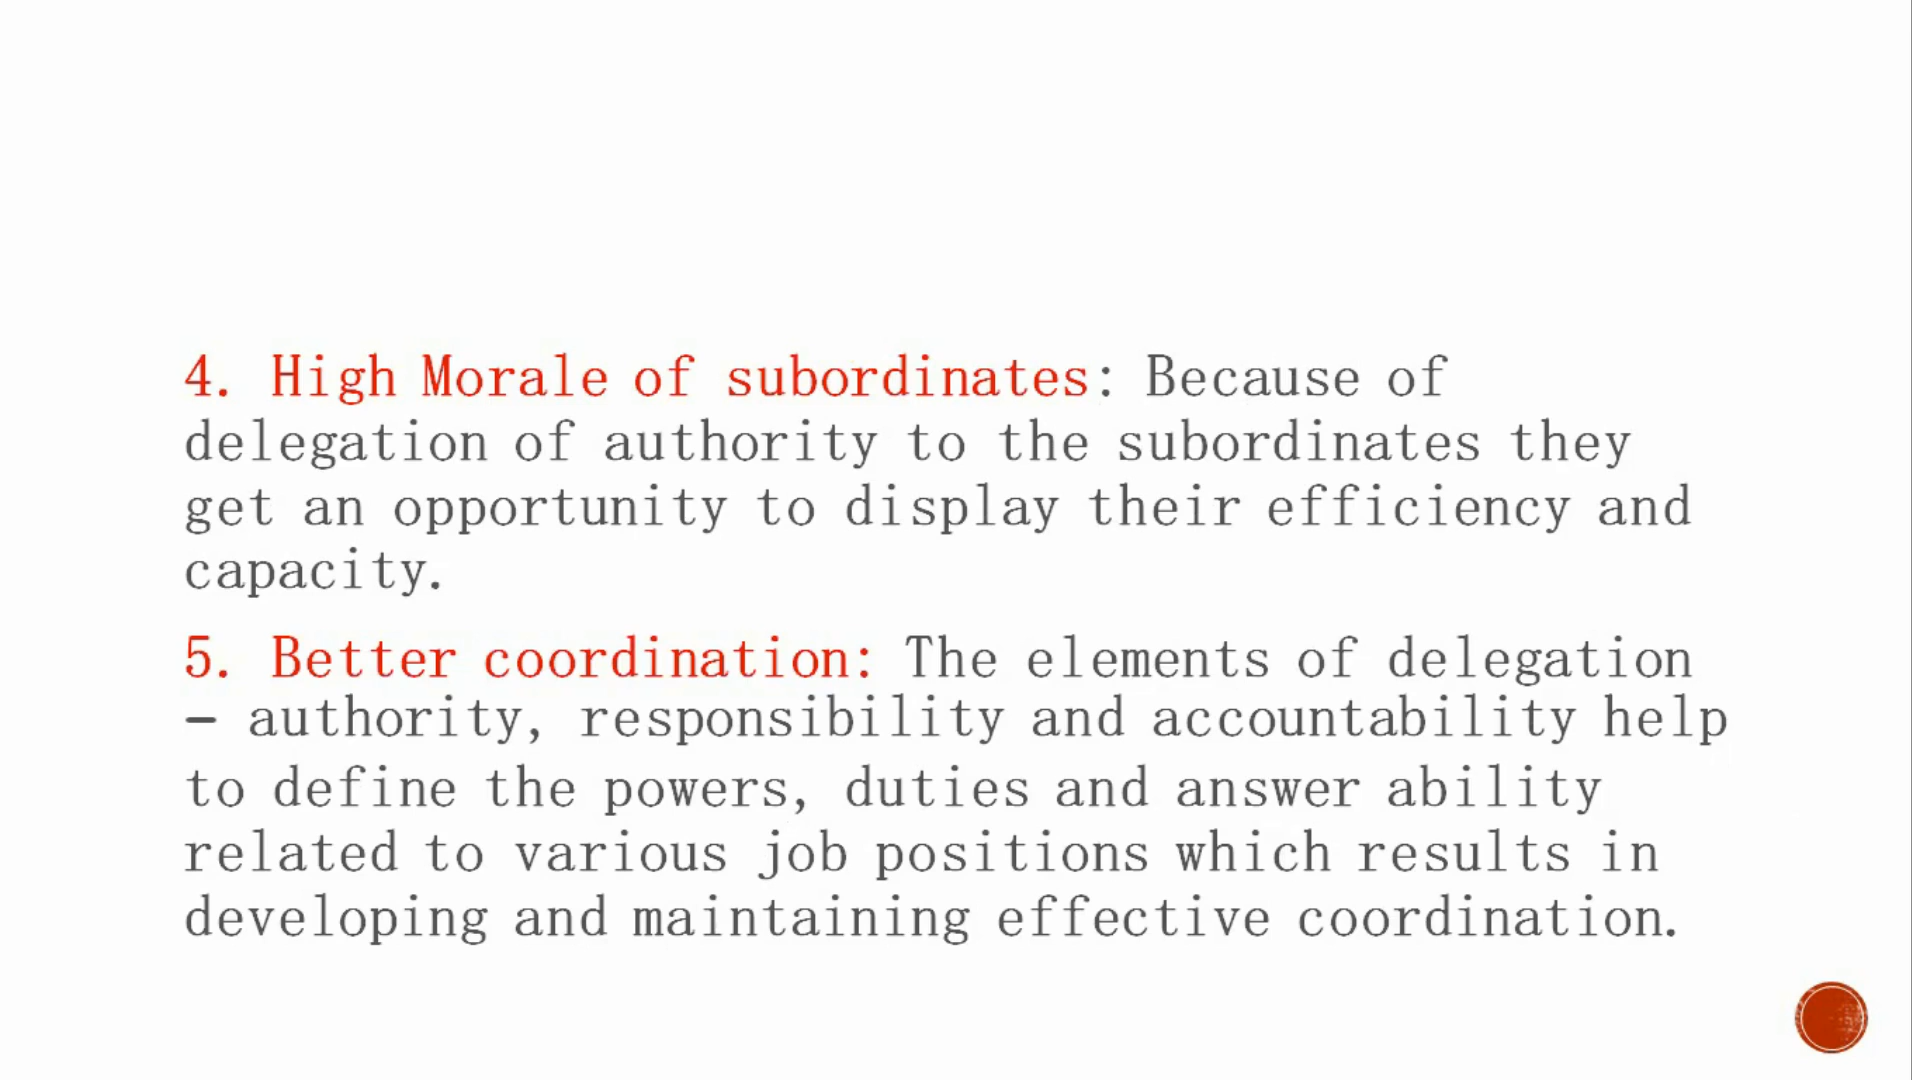 4. High Morale of subordinates: Because of
delegation of authority to the subordinates they
get an opportunity to display their efficiency and
capacity.
5. Better coordination: The elements of delegation
– authority, responsibility and accountability help
to define the powers, duties and answer ability
related to various job positions which results in
developing and maintaining effective coordination.